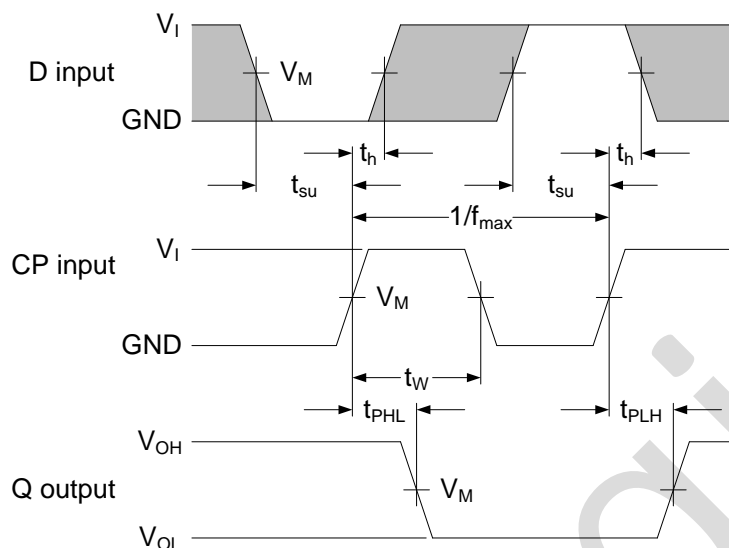 V_I
D input
V_M
GND
t_h t_h
t_su t_su
1/f_max
V_I
CP input
V_M
GND
t_W
t_PHL t_PLH
V_OH
Q output
V_M
V_OL